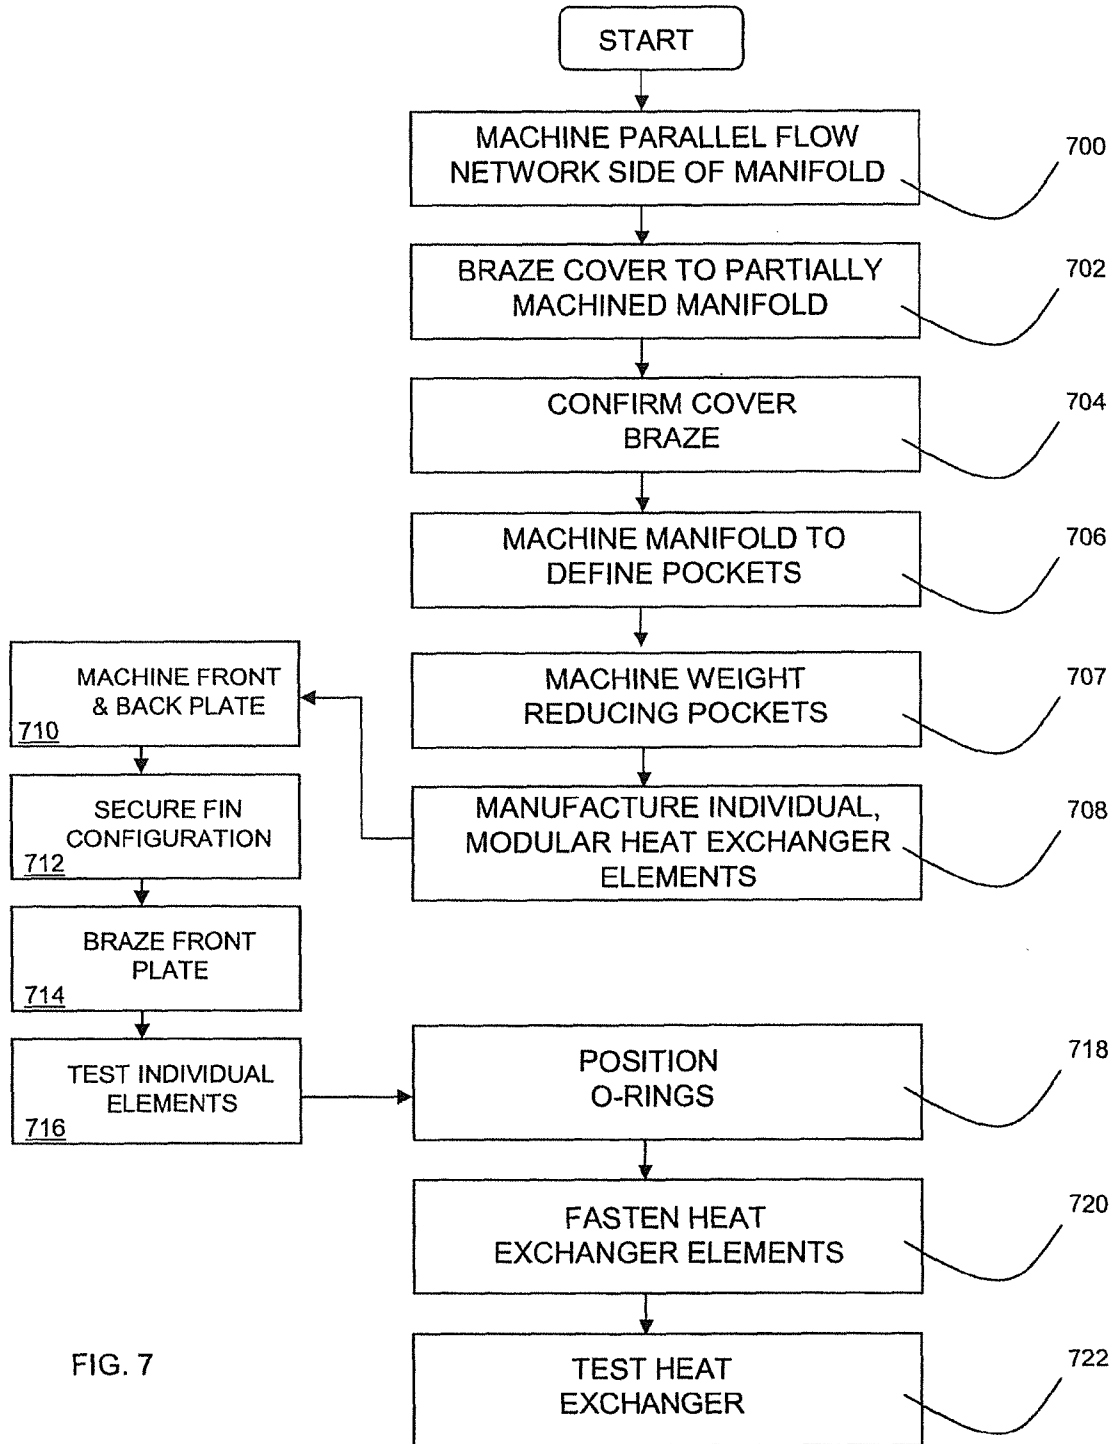 START
MACHINE PARALLEL FLOW
NETWORK SIDE OF MANIFOLD
700
BRAZE COVER TO PARTIALLY
MACHINED MANIFOLD
702
CONFIRM COVER
BRAZE
704
MACHINE MANIFOLD TO
DEFINE POCKETS
706
MACHINE WEIGHT
REDUCING POCKETS
707
MANUFACTURE INDIVIDUAL,
MODULAR HEAT EXCHANGER
ELEMENTS
708
MACHINE FRONT
& BACK PLATE
710
SECURE FIN
CONFIGURATION
712
BRAZE FRONT
PLATE
714
TEST INDIVIDUAL
ELEMENTS
716
POSITION
O-RINGS
718
FASTEN HEAT
EXCHANGER ELEMENTS
720
TEST HEAT
EXCHANGER
722
FIG. 7